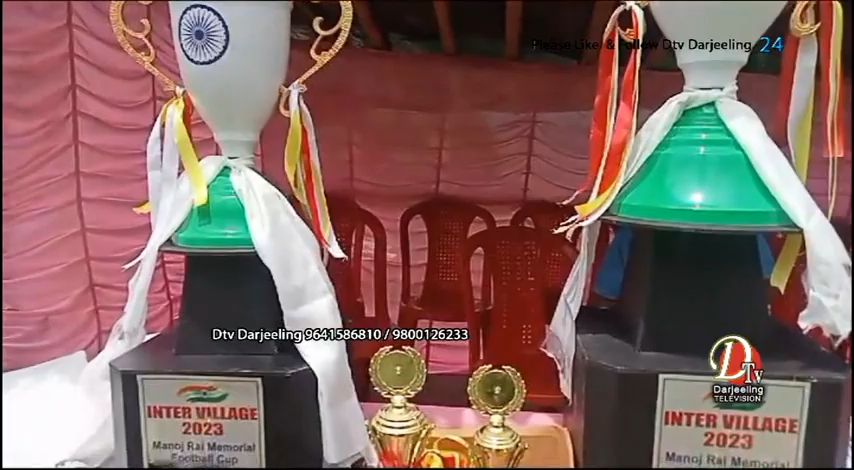 Please Like & Follow Dtv Darjeeling 24
Dtv Darjeeling 9641586810 / 9800126233
INTER VILLAGE
2023
Manoj Rai Memorial
Football Cup
DTv
Darjeeling
TELEVISION
INTER VILLAGE
2023
Manoj Rai Memorial